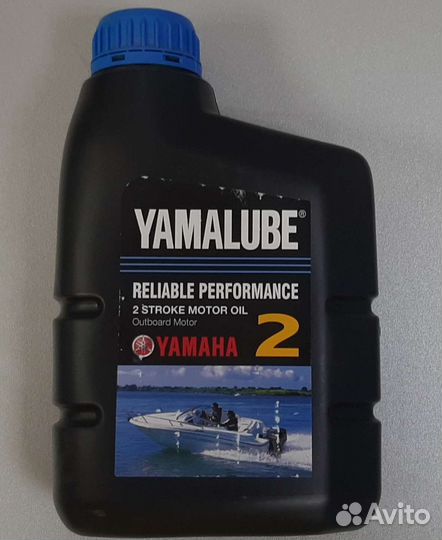 YAMALUBE®
RELIABLE PERFORMANCE
2 STROKE MOTOR OIL
Outboard Motor
YAMAHA 2
Avito